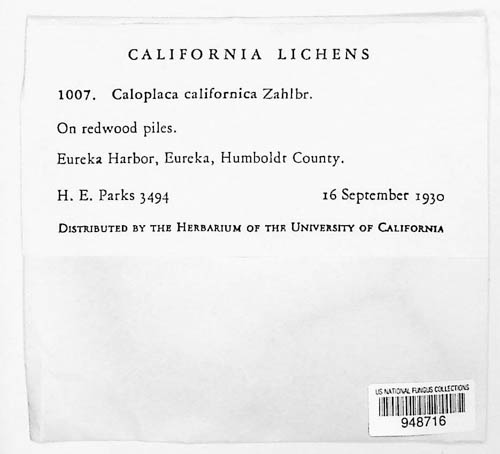 CALIFORNIA LICHENS
1007. Caloplaca californica Zahlbr.
On redwood piles.
Eureka Harbor, Eureka, Humboldt County.
H. E. Parks 3494 16 September 1930
DISTRIBUTED BY THE HERBARIUM OF THE UNIVERSITY OF CALIFORNIA
US NATIONAL FUNGUS COLLECTIONS
948716